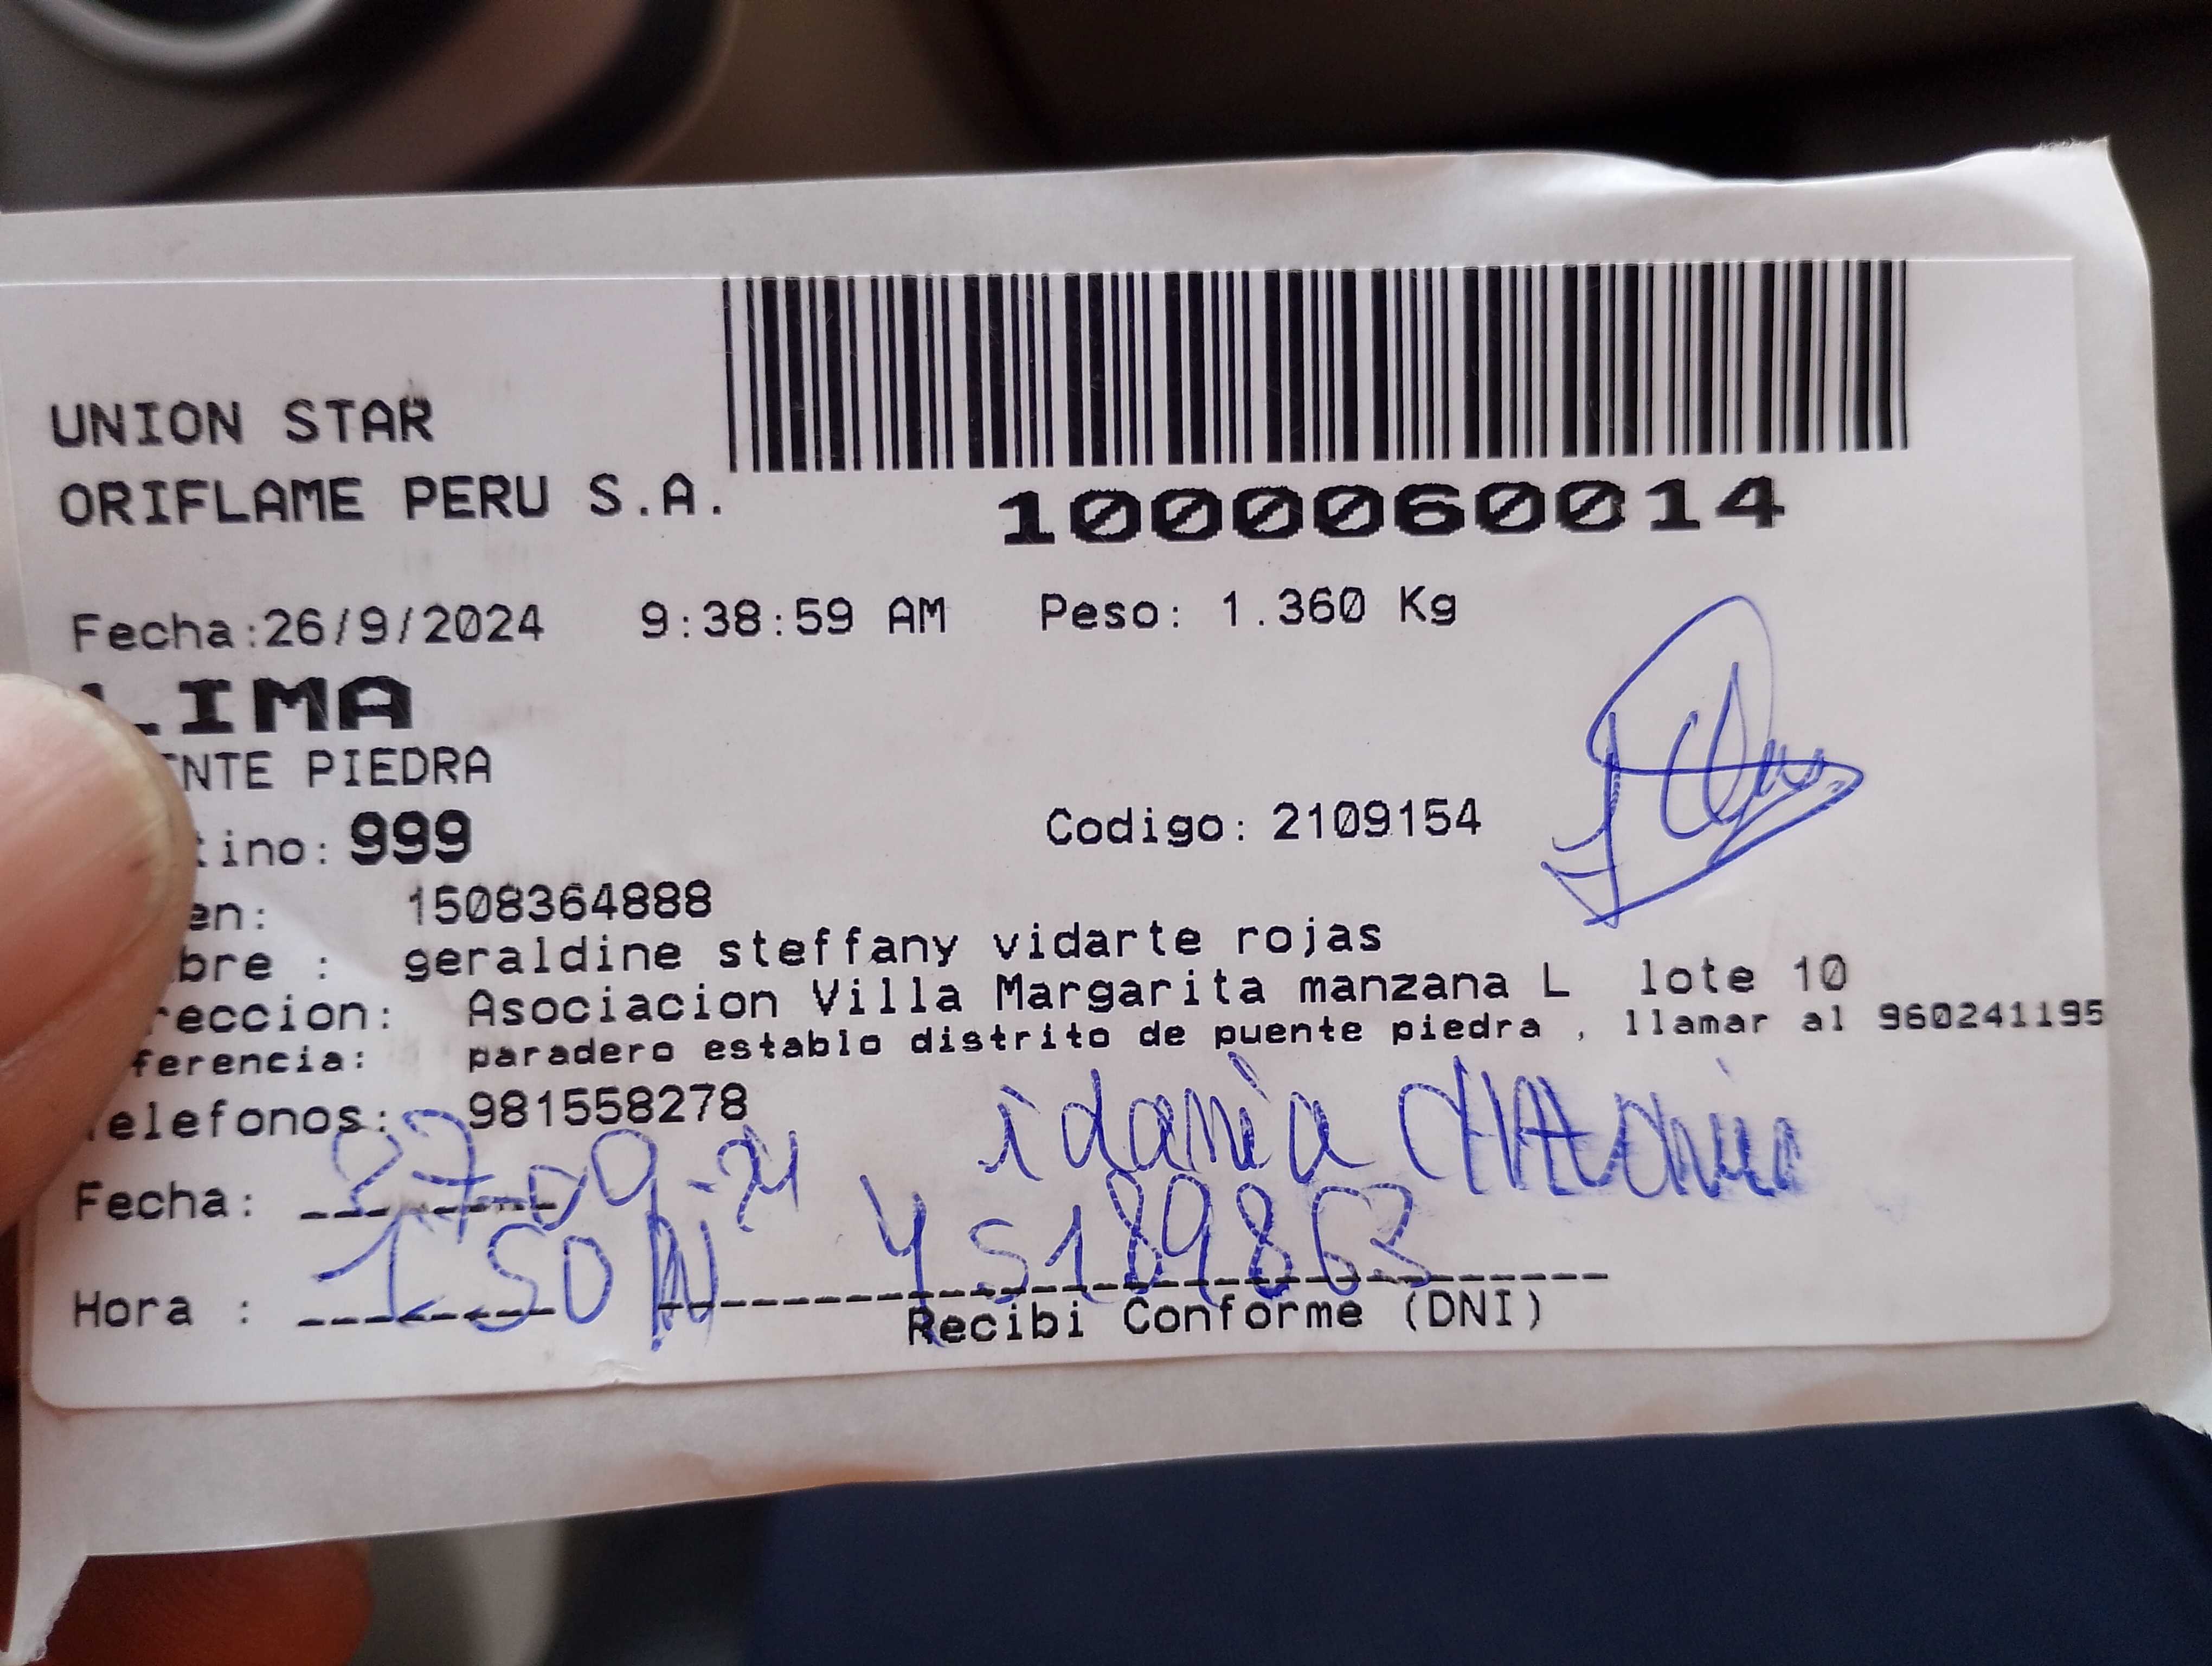 UNION STAR
ORIFLAME PERU S.A.
1000060014
Fecha:26/9/2024 9:38:59 AM Peso: 1.360 Kg
LIMA
NTE PIEDRA
tino: 999 Codigo: 2109154
en: 1508364888
bre : geraldine steffany vidarte rojas
reccion: Asociacion Villa Margarita manzana L lote 10
ferencia: paradero establo distrito de puente piedra , llamar al 960241195
elefonos: 981558278
idania
Fecha: 27-09-24
45189863
Hora : 1 50
Recibi Conforme (DNI)